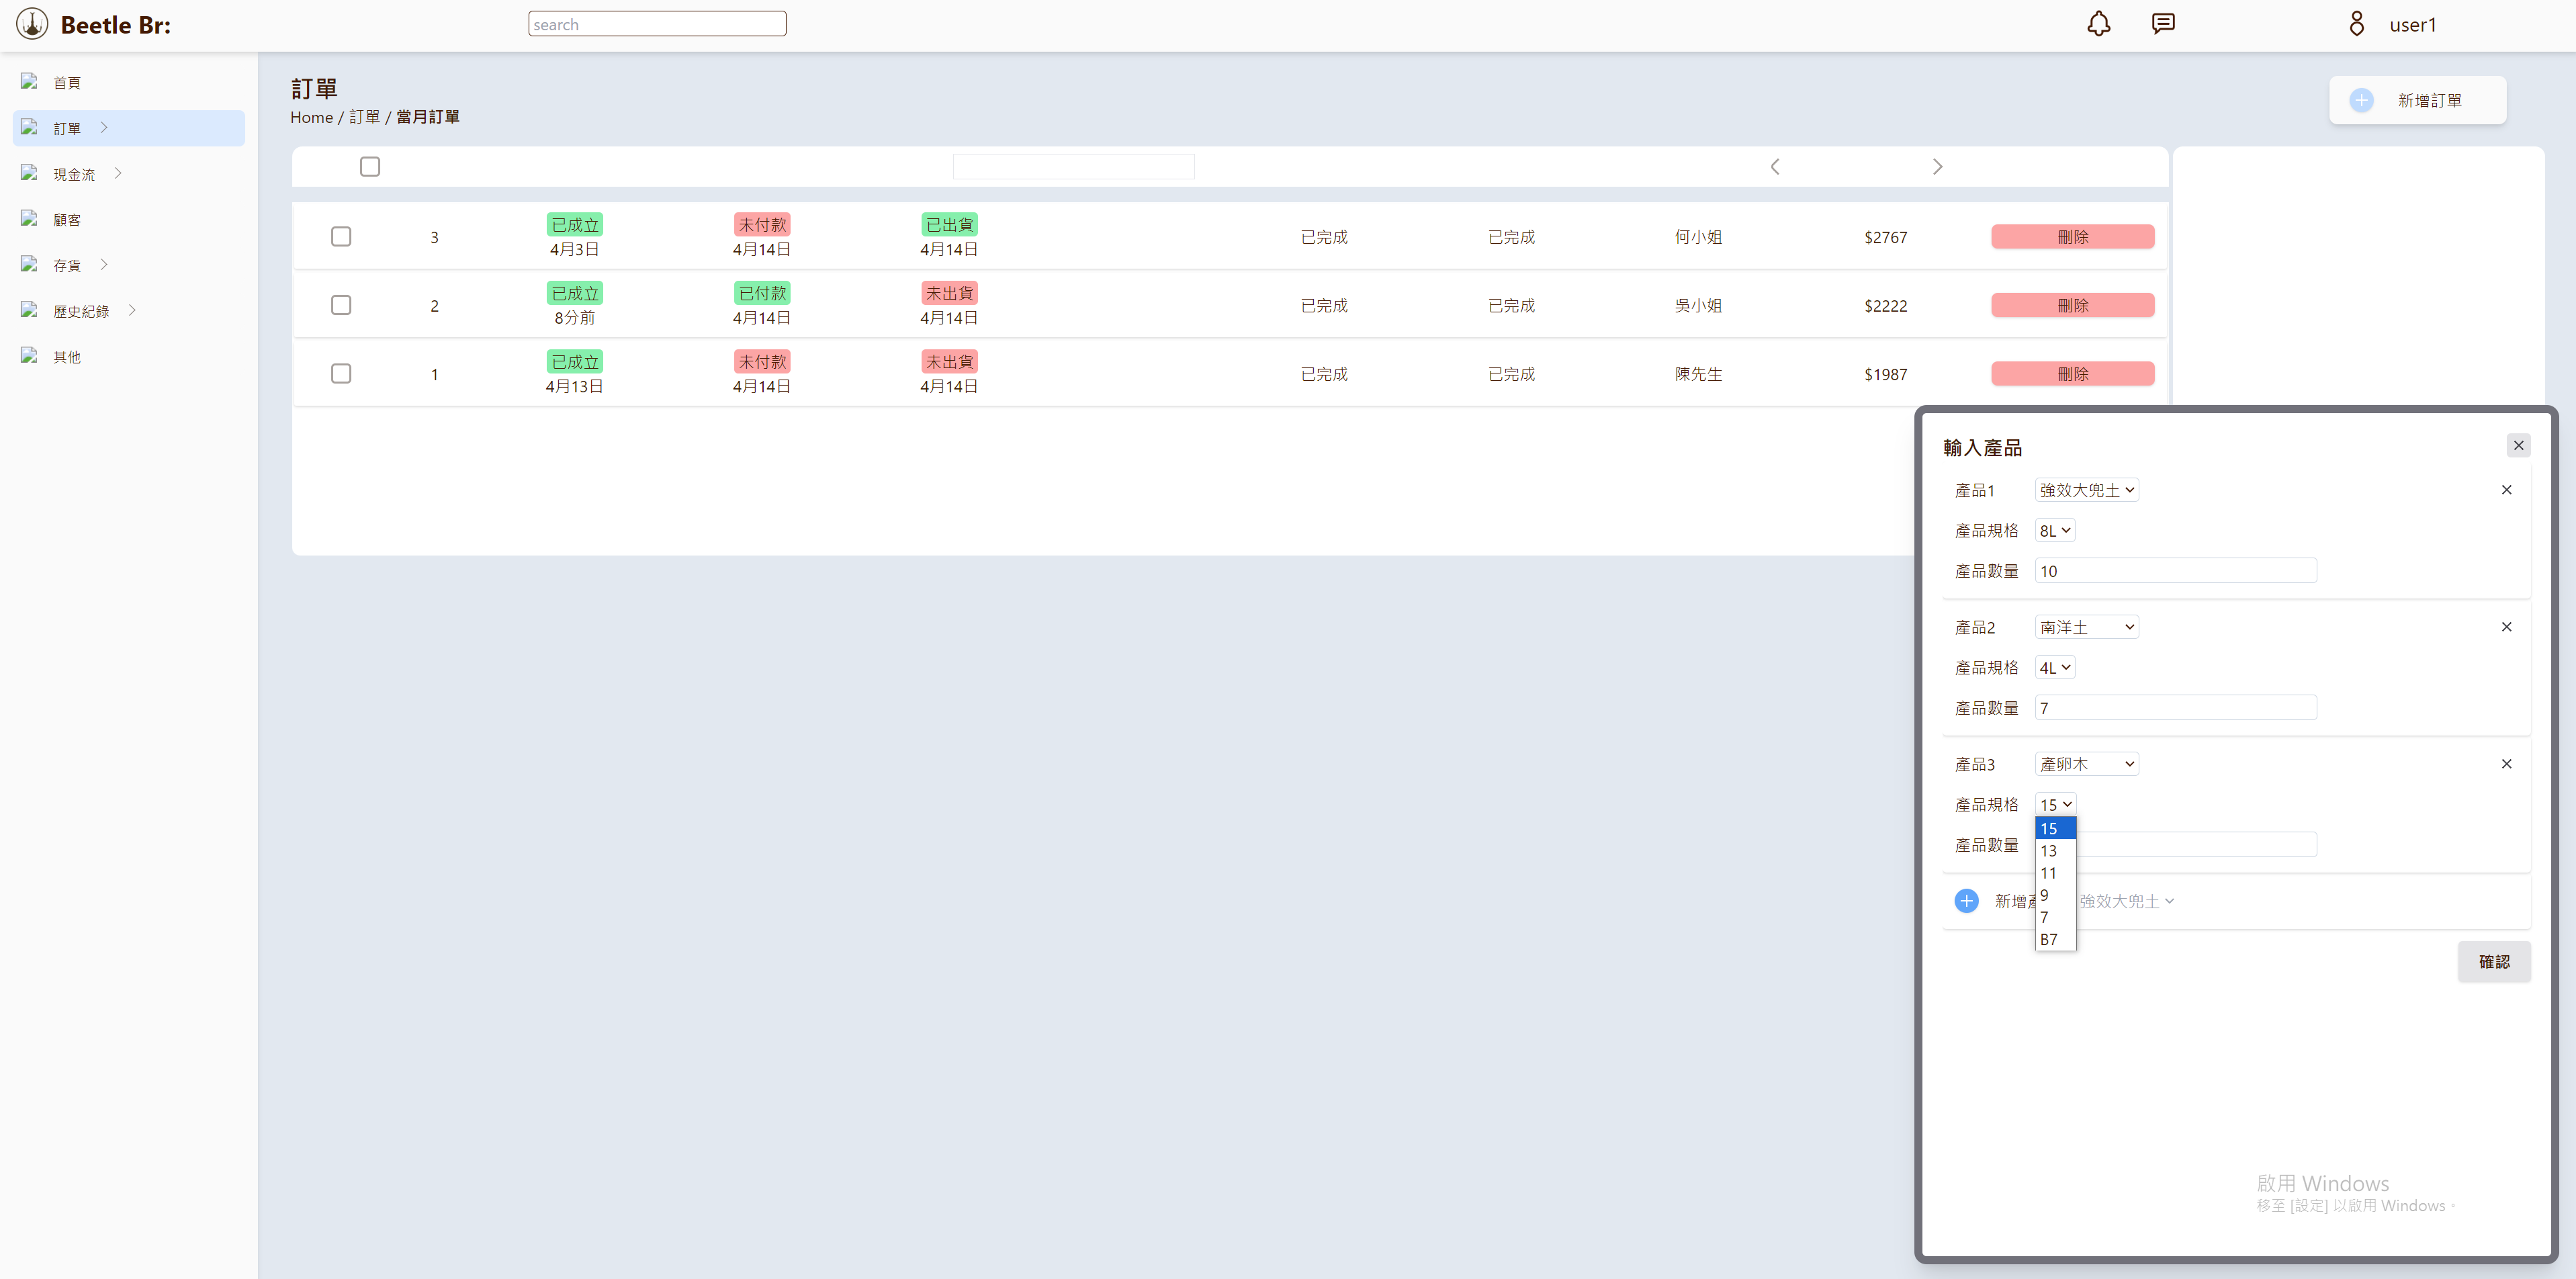 Beetle Br:
search
user1
首頁
訂單
現金流
顧客
存貨
歷史紀錄
其他
訂單
Home / 訂單 / 當月訂單
新增訂單
3 已成立 未付款 已出貨 已完成 已完成 何小姐 $2767 刪除
4月3日 4月14日 4月14日
2 已成立 已付款 未出貨 已完成 已完成 吳小姐 $2222 刪除
8分前 4月14日 4月14日
1 已成立 未付款 未出貨 已完成 已完成 陳先生 $1987 刪除
4月13日 4月14日 4月14日
輸入產品
產品1 強效大兜土
產品規格 8L
產品數量 10
產品2 南洋土
產品規格 4L
產品數量 7
產品3 產卵木
產品規格 15
15
產品數量
13
11
9
新增 強效大兜土
7
B7
確認
啟用 Windows
移至 [設定] 以啟用 Windows。